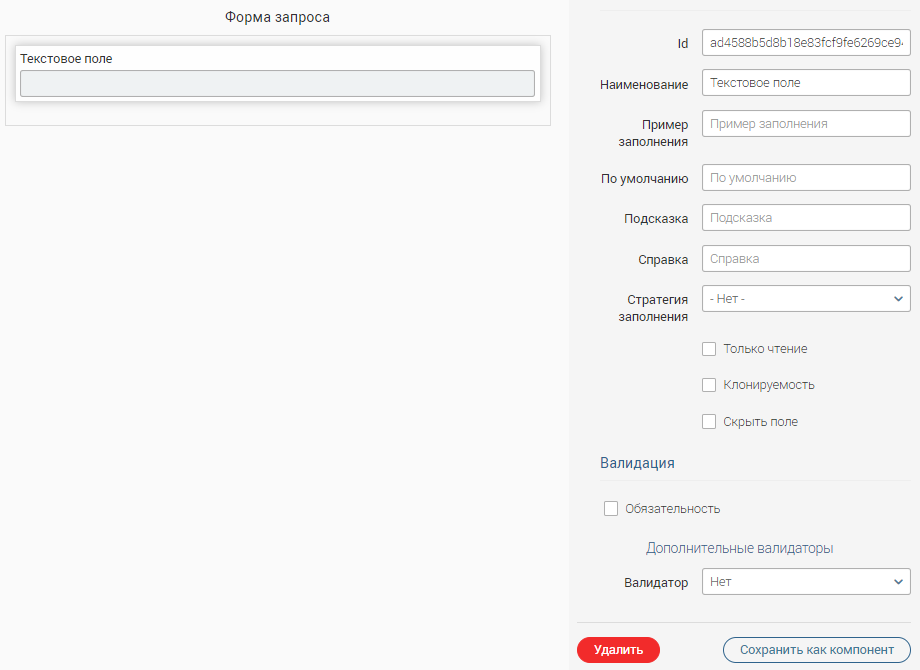 Форма запроса
Текстовое поле
Id
ad4588b5d8b18e83fcf9fe6269ce94
Наименование
Текстовое поле
Пример
заполнения
Пример заполнения
По умолчанию
По умолчанию
Подсказка
Подсказка
Справка
Справка
Стратегия
заполнения
- Нет -
Только чтение
Клонируемость
Скрыть поле
Валидация
Обязательность
Дополнительные валидаторы
Валидатор
Нет
Удалить
Сохранить как компонент